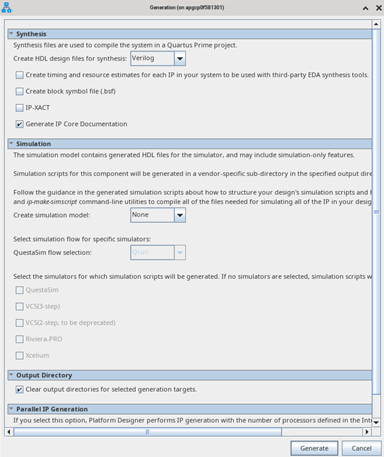 Generation (on apgcp0f581301)
Synthesis
Synthesis files are used to compile the system in a Quartus Prime project.
Create HDL design files for synthesis: Verilog
Create timing and resource estimates for each IP in your system to be used with third-party EDA synthesis tools.
Create block symbol file (.bsf)
IP-XACT
Generate IP Core Documentation
Simulation
The simulation model contains generated HDL files for the simulator, and may include simulation-only features.
Simulation scripts for this component will be generated in a vendor-specific sub-directory in the specified output dire
Follow the guidance in the generated simulation scripts about how to structure your design's simulation scripts and h
and ip-make-simscript command-line utilities to compile all of the files needed for simulating all of the IP in your desig
Create simulation model: None
Select simulation flow for specific simulators:
QuestaSim flow selection: Qrun
Select the simulators for which simulation scripts will be generated. If no simulators are selected, simulation scripts w
QuestaSim
VCS(3-step)
VCS(2-step, to be deprecated)
Riviera-PRO
Xcelium
Output Directory
Clear output directories for selected generation targets.
Parallel IP Generation
If you select this option, Platform Designer performs IP generation with the number of processors defined in the Inte
Generate Cancel